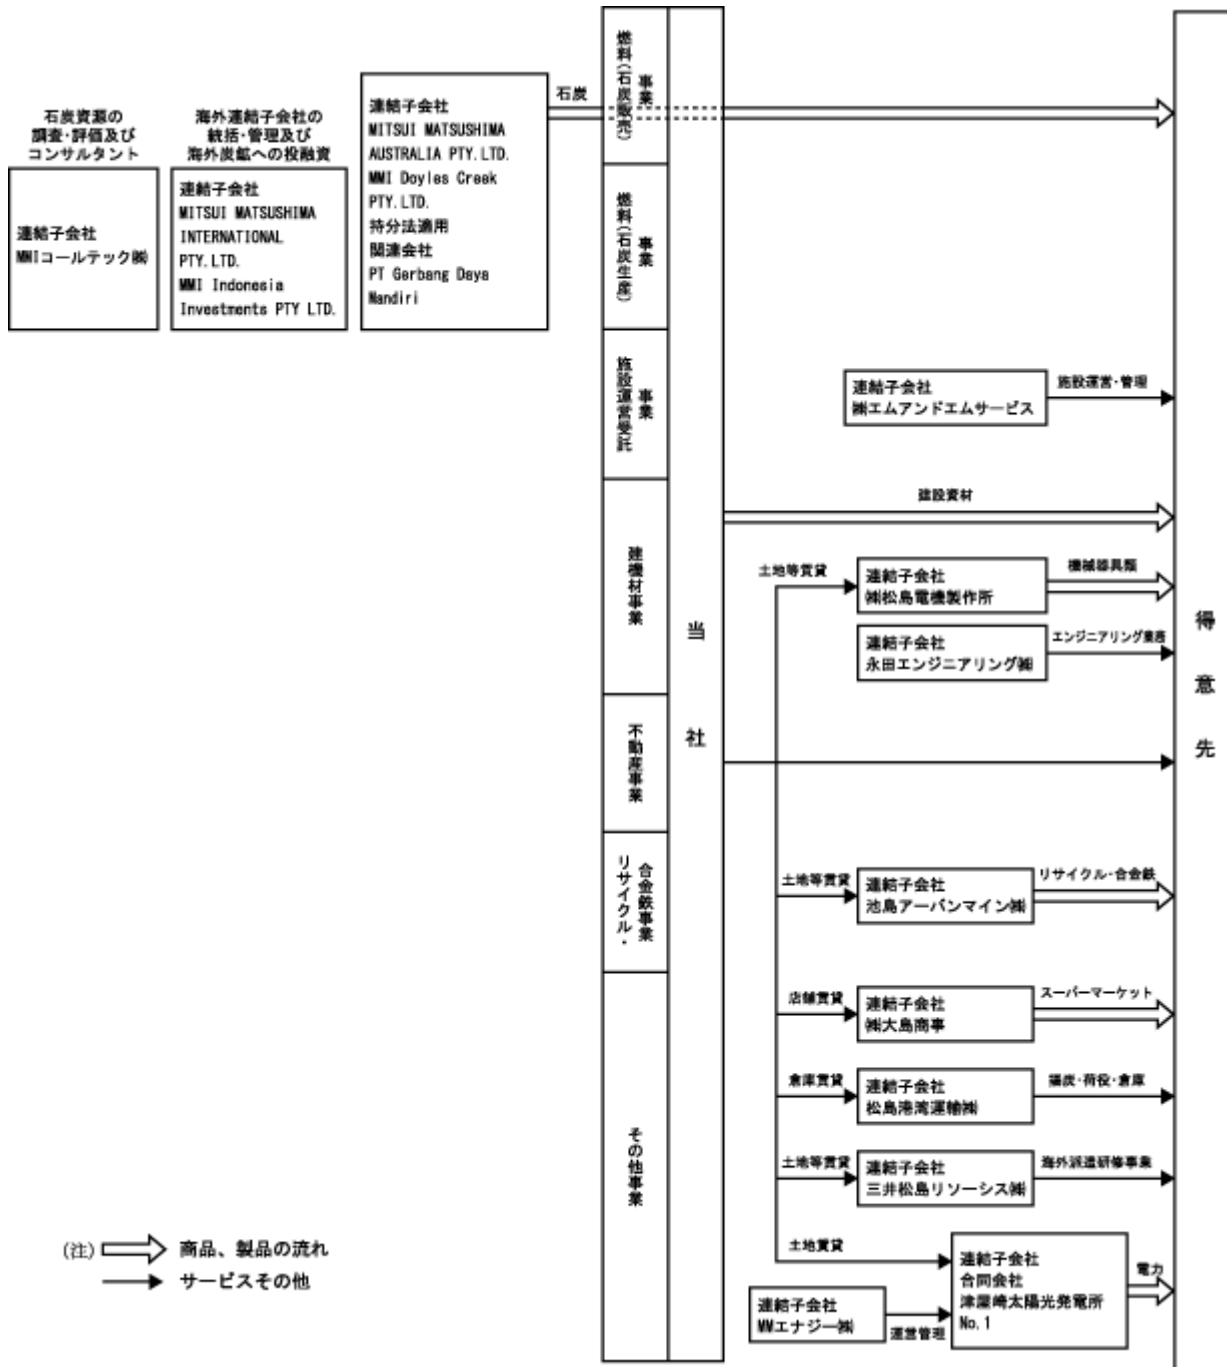 石炭資源の
調査・評価及び
コンサルタント
連結子会社
MMIコールテック㈱
海外連結子会社の
統括・管理及び
海外炭鉱への投融資
連結子会社
MITSUI MATSUSHIMA
INTERNATIONAL
PTY.LTD.
MMI Indonesia
Investments PTY LTD.
連結子会社
MITSUI MATSUSHIMA
AUSTRALIA PTY.LTD.
MMI Doyles Creek
PTY.LTD.
持分法適用
関連会社
PT Gerbang Daya
Mandiri
石炭
燃料(石炭販売)
事業
燃料(石炭生産)
事業
施設運営受託
事業
建機材事業
不動産事業
リサイクル・
合金鉄事業
その他事業
当社
連結子会社
㈱エムアンドエムサービス
施設運営・管理
建設資材
土地等賃貸
連結子会社
㈱松島電機製作所
機械器具類
連結子会社
永田エンジニアリング㈱
エンジニアリング業務
土地等賃貸
連結子会社
池島アーバンマイン㈱
リサイクル・合金鉄
店舗賃貸
連結子会社
㈱大島商事
スーパーマーケット
倉庫賃貸
連結子会社
松島港湾運輸㈱
揚炭・荷役・倉庫
土地等賃貸
連結子会社
三井松島リソーシス㈱
海外派遣研修事業
土地賃貸
連結子会社
合同会社
津屋崎太陽光発電所
No.1
電力
連結子会社
MMエナジー㈱
運営管理
得意先
(注)
商品、製品の流れ
サービスその他